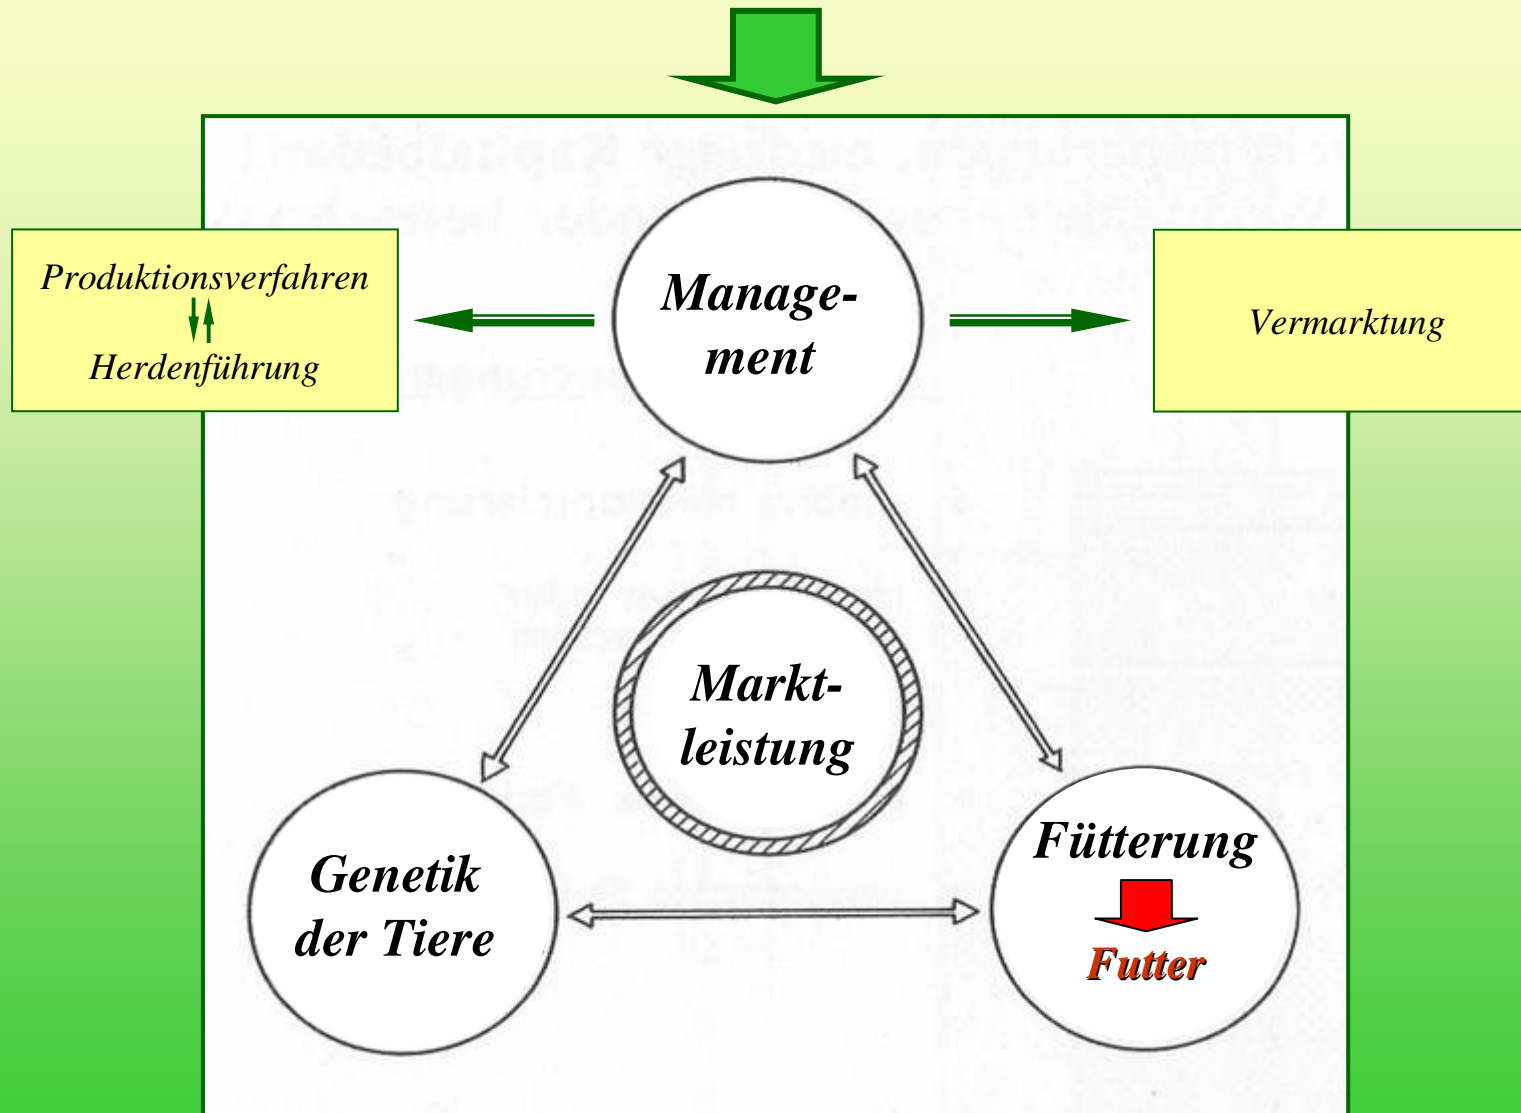 Manage-
ment
Produktionsverfahren
Herdenführung
Vermarktung
Markt-
leistung
Genetik
der Tiere
Fütterung
Futter